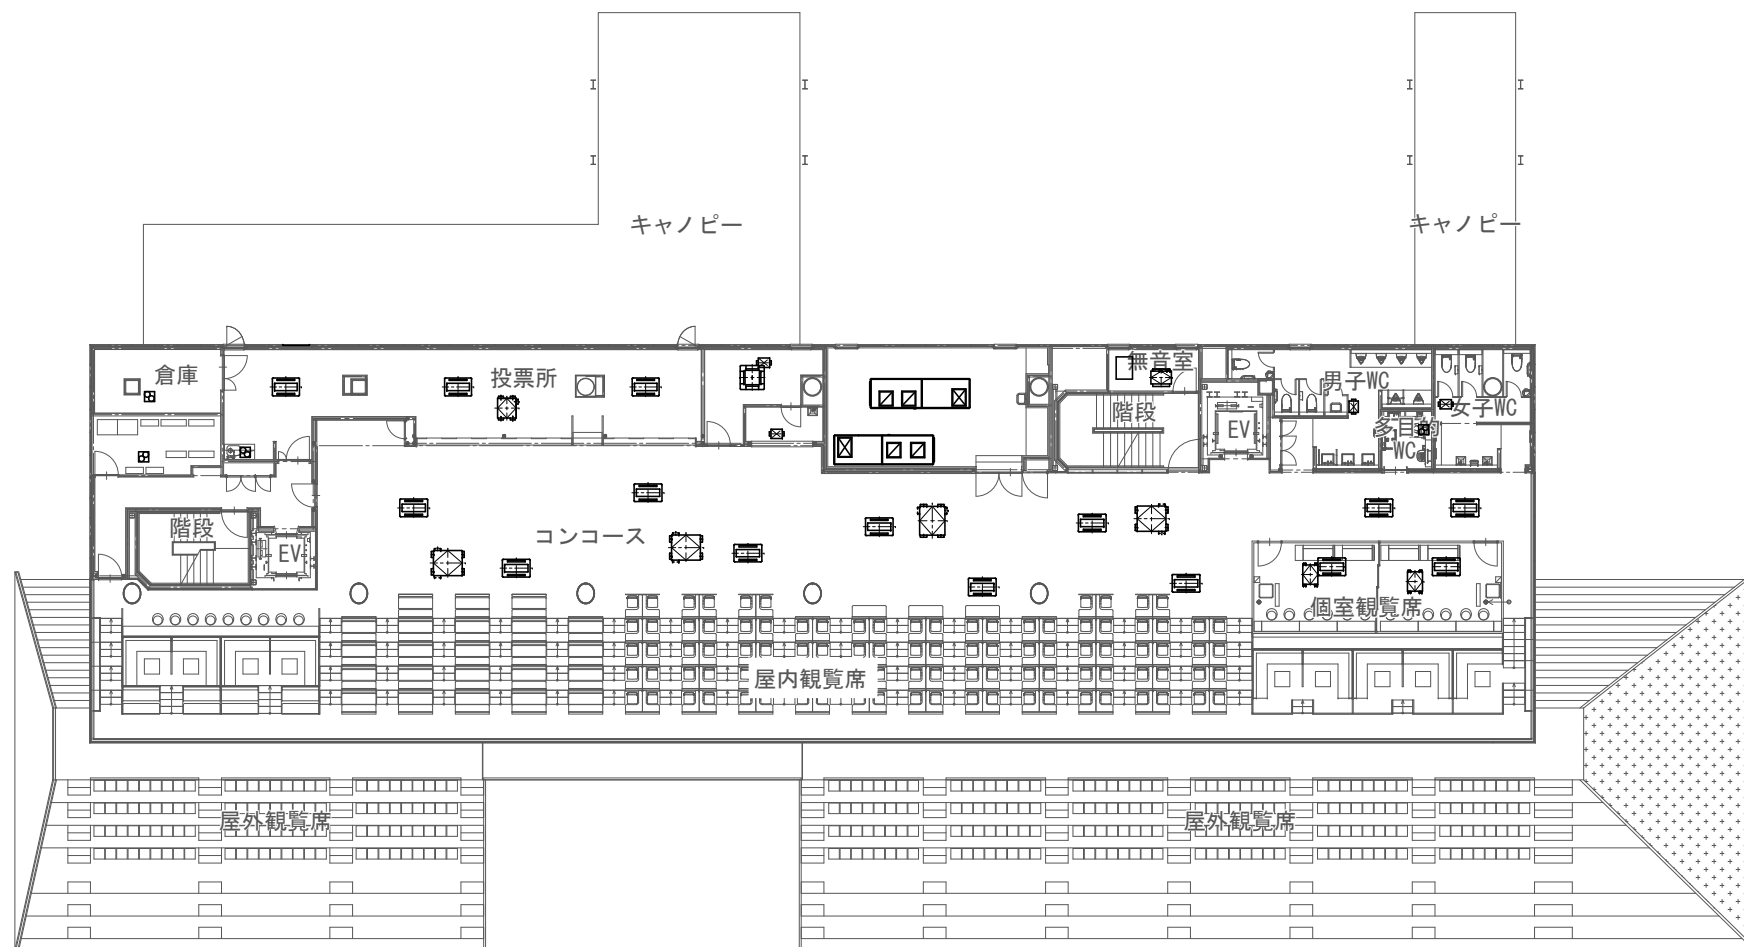 キャノピー
キャノピー
倉庫
投票所
無音室
男子WC
女子WC
階段
EV
多目的
WC
コンコース
階段
EV
個室観覧席
屋内観覧席
屋外観覧席
屋外観覧席